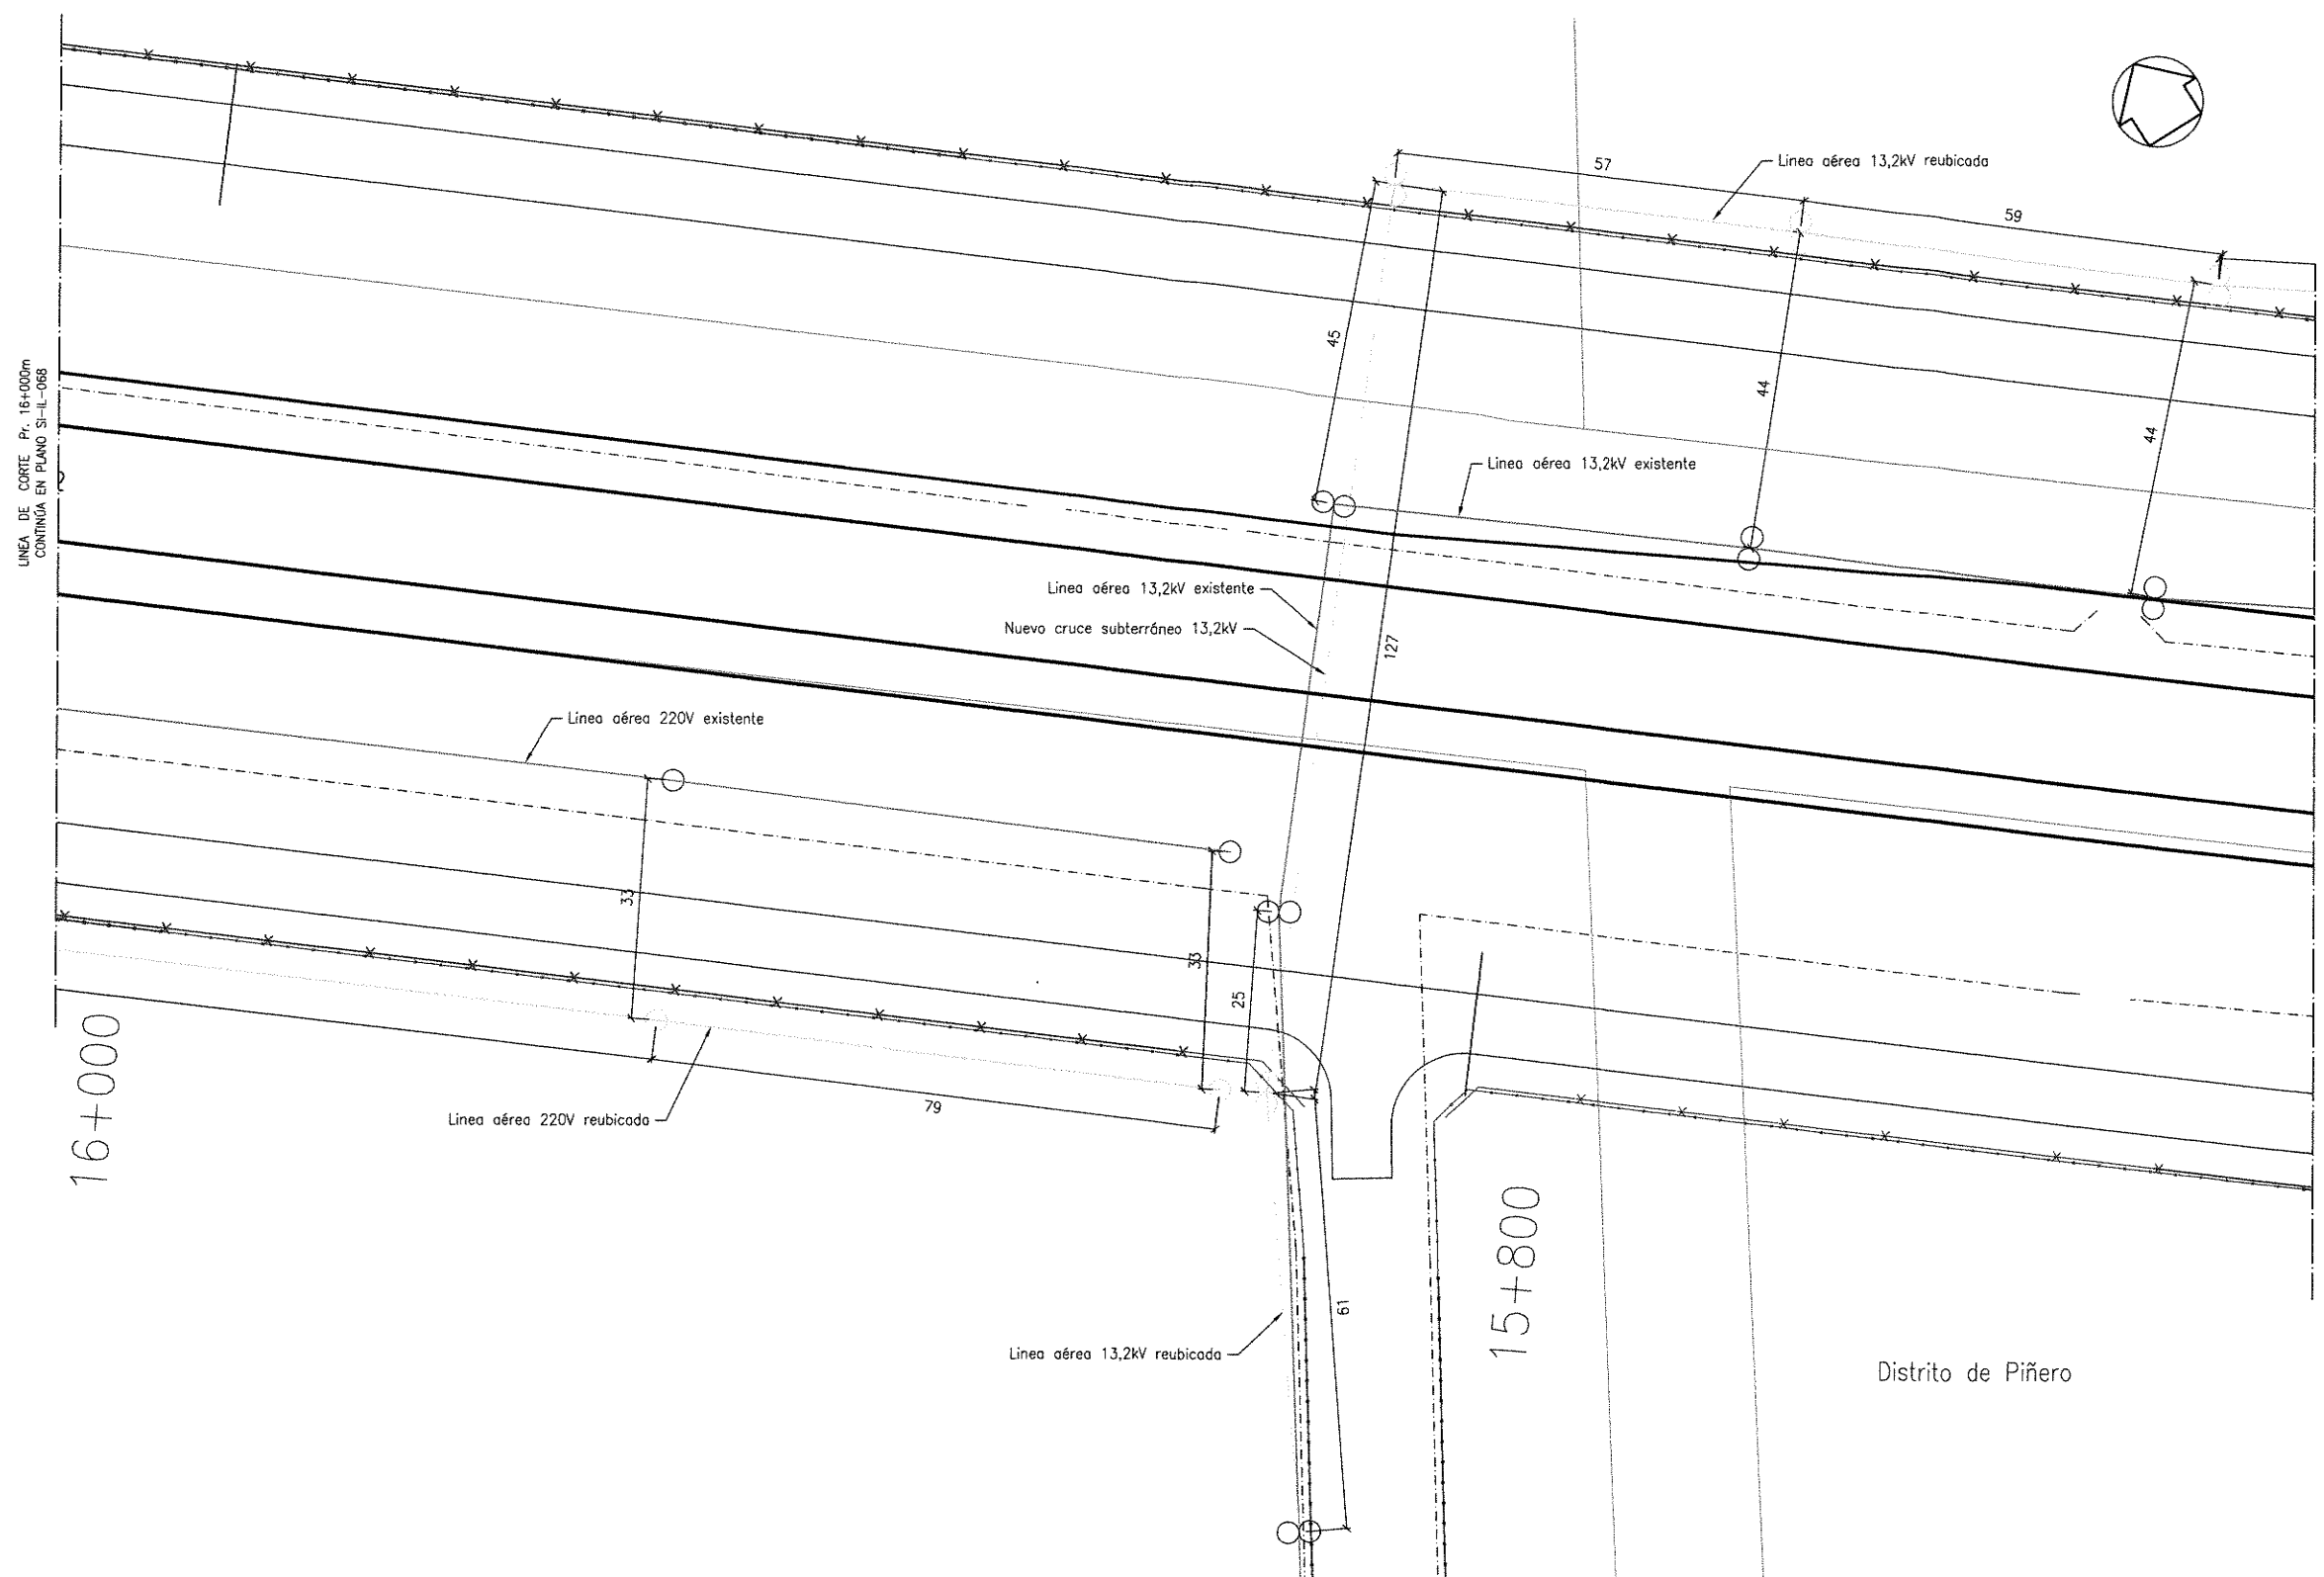 LINEA DE CORTE Pr. 16+000m
CONTINÚA EN PLANO SI-IL-068
57
Linea aérea 13,2kV reubicada
59
45
44
44
Linea aérea 13,2kV existente
Linea aérea 13,2kV existente
Nuevo cruce subterráneo 13,2kV
127
Linea aérea 220V existente
33
33
25
16+000
79
Linea aérea 220V reubicada
15+800
61
Linea aérea 13,2kV reubicada
Distrito de Piñero